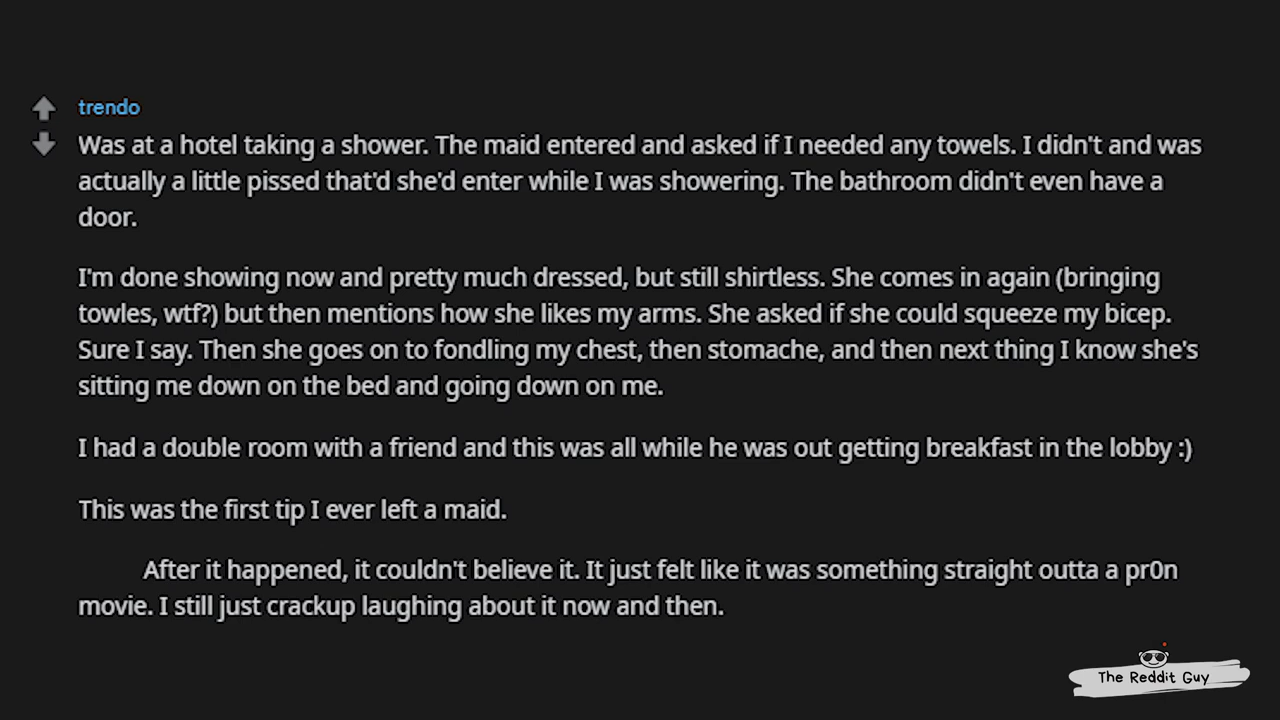 trendo
Was at a hotel taking a shower. The maid entered and asked if I needed any towels. I didn't and was
actually a little pissed that'd she'd enter while I was showering. The bathroom didn't even have a
door.
I'm done showing now and pretty much dressed, but still shirtless. She comes in again (bringing
towles, wtf?) but then mentions how she likes my arms. She asked if she could squeeze my bicep.
Sure I say. Then she goes on to fondling my chest, then stomache, and then next thing I know she's
sitting me down on the bed and going down on me.
I had a double room with a friend and this was all while he was out getting breakfast in the lobby :)
This was the first tip I ever left a maid.
After it happened, it couldn't believe it. It just felt like it was something straight outta a pr0n
movie. I still just crackup laughing about it now and then.
The Reddit Guy